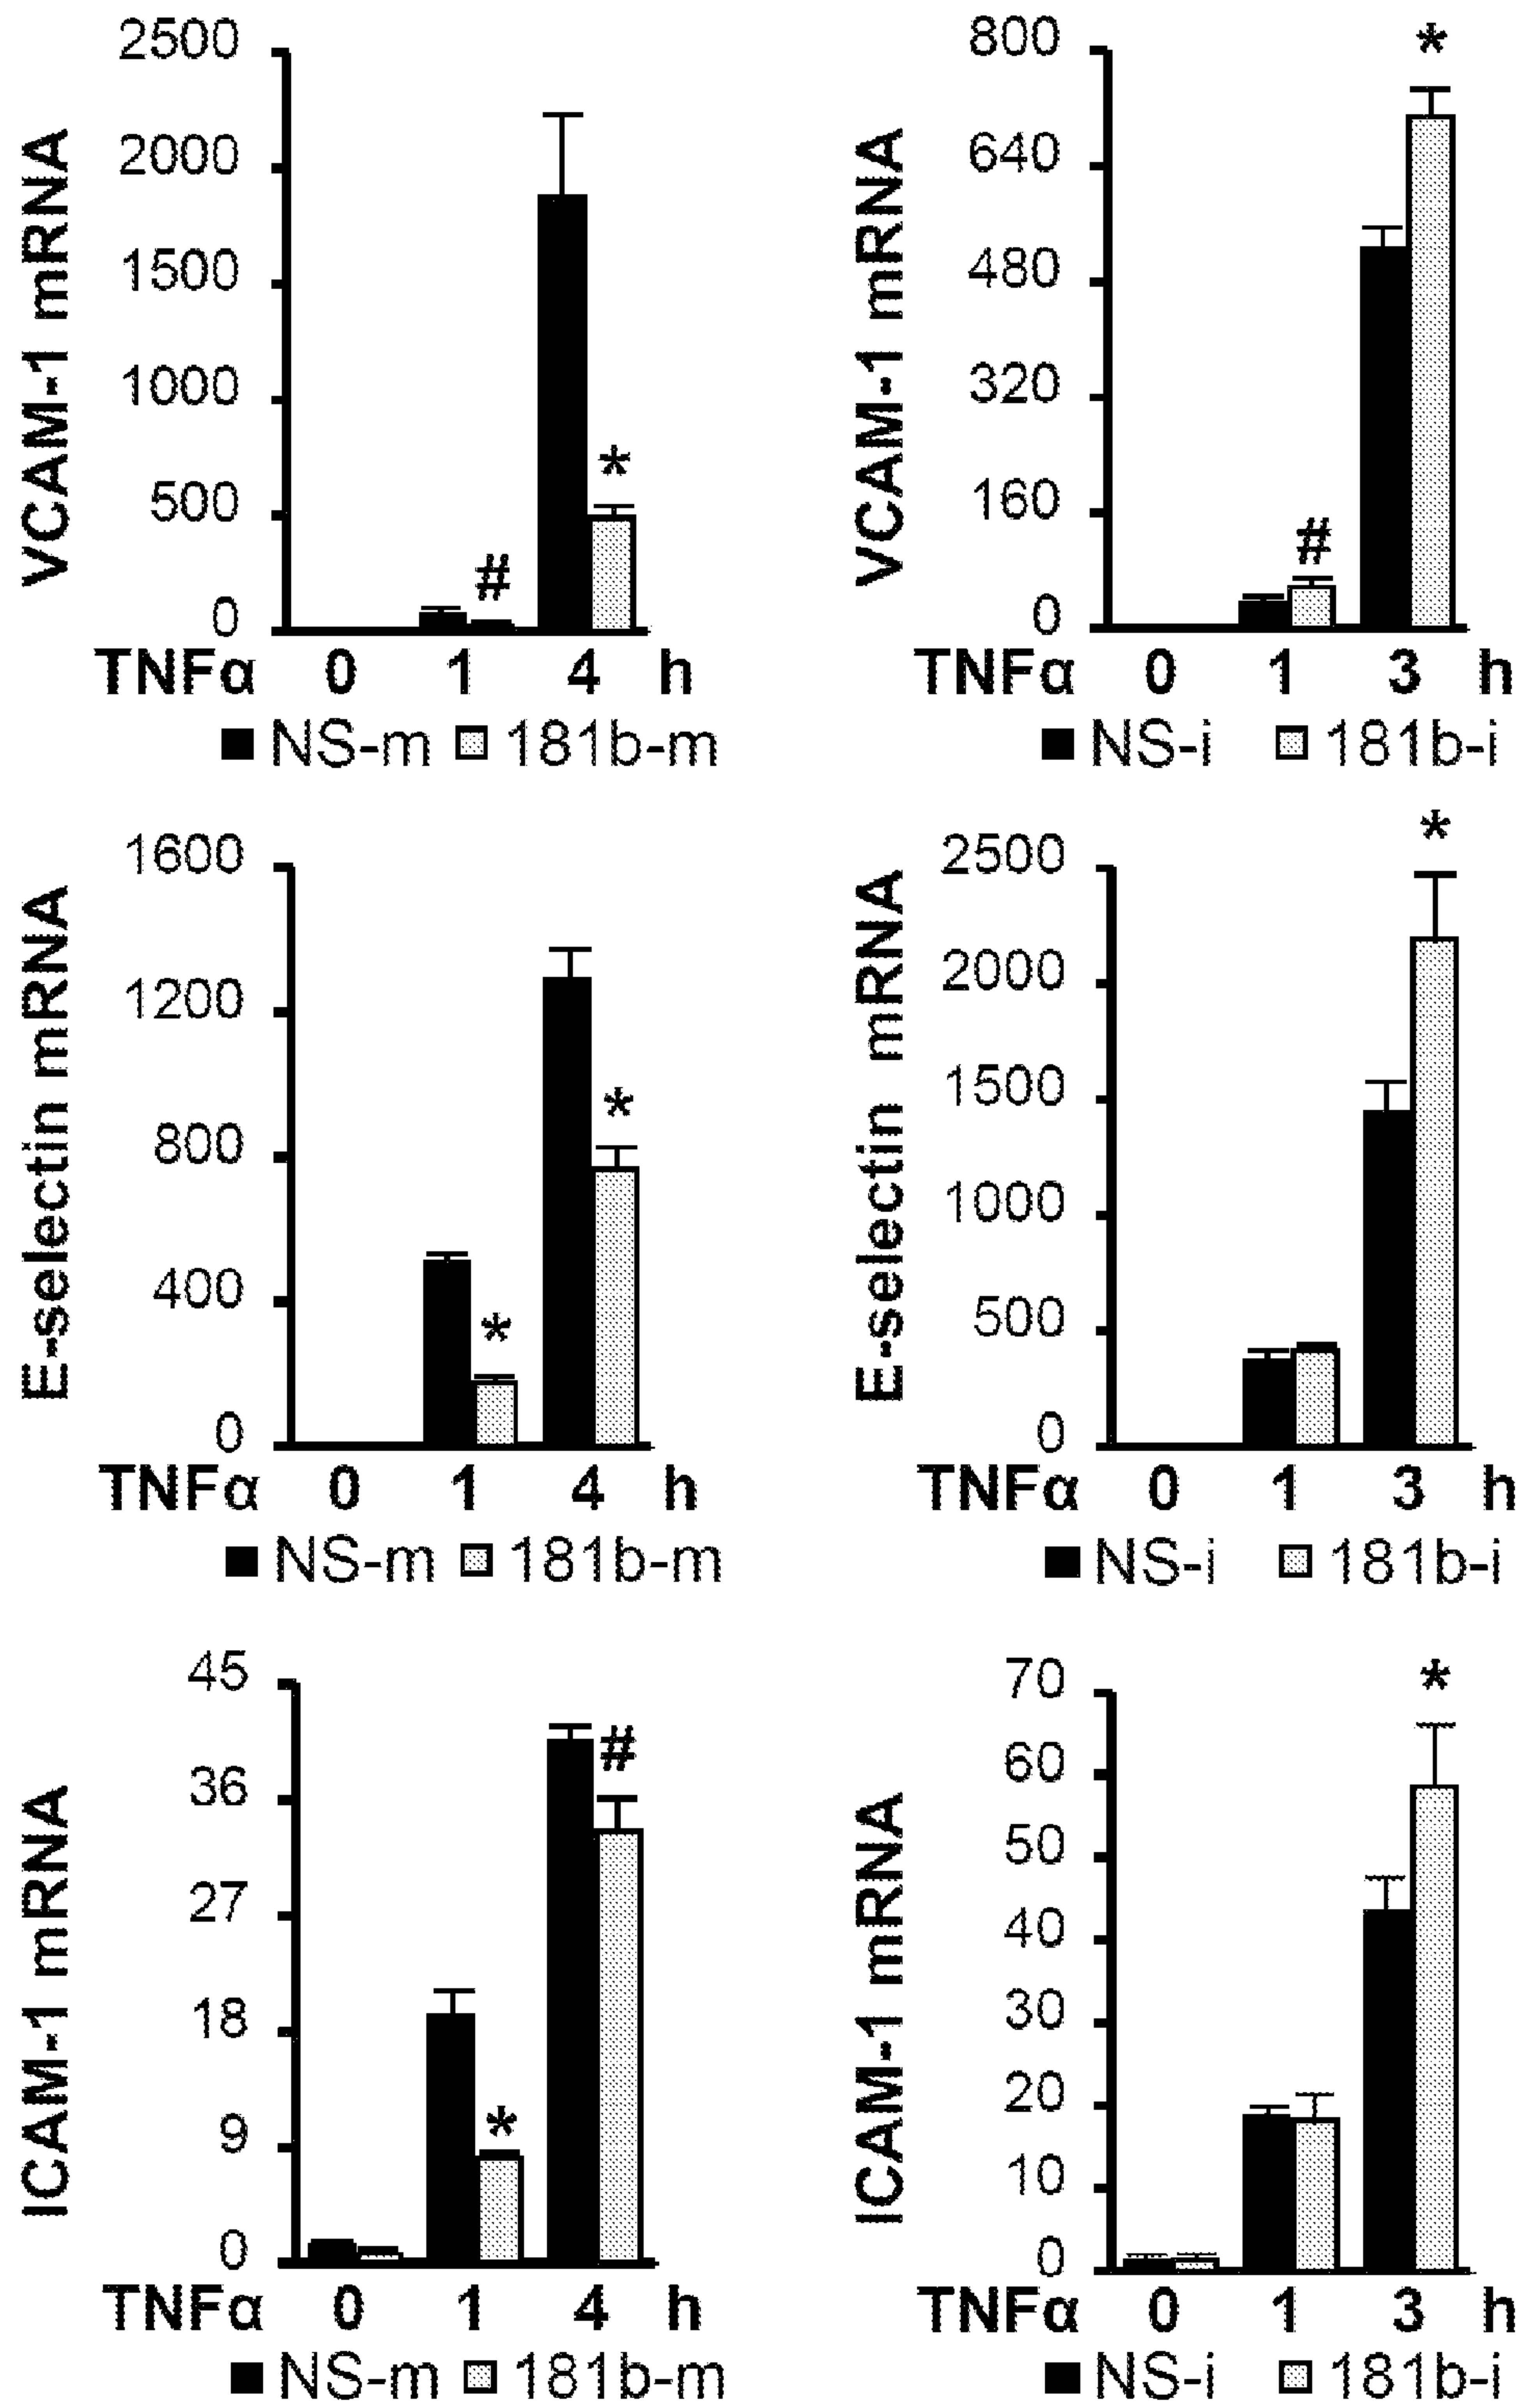 VCAM-1 mRNA
2500
2000
1500
1000
500
0
#
*
TNFα 0 1 4 h
NS-m 181b-m
VCAM-1 mRNA
800
640
480
320
160
0
#
*
TNFα 0 1 3 h
NS-i 181b-i
E-selectin mRNA
1600
1200
800
400
0
*
*
TNFα 0 1 4 h
NS-m 181b-m
E-selectin mRNA
2500
2000
1500
1000
500
0
*
TNFα 0 1 3 h
NS-i 181b-i
ICAM-1 mRNA
45
36
27
18
9
0
*
#
TNFα 0 1 4 h
NS-m 181b-m
ICAM-1 mRNA
70
60
50
40
30
20
10
0
*
TNFα 0 1 3 h
NS-i 181b-i